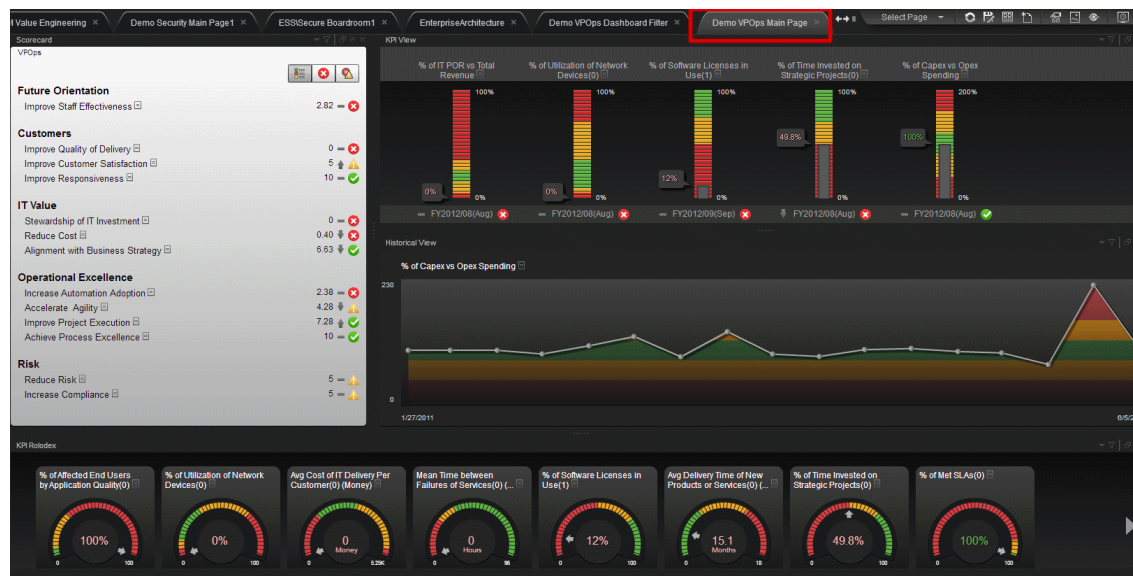 l Value Engineering
Demo Security Main Page1
ESS\Secure Boardroom1
EnterpriseArchitecture
Demo VPOps Dashboard Filter
Demo VPOps Main Page
Select Page
Scorecard
VPOps
Future Orientation
Improve Staff Effectiveness 2.82
Customers
Improve Quality of Delivery 0
Improve Customer Satisfaction 5
Improve Responsiveness 10
IT Value
Stewardship of IT Investment 0
Reduce Cost 0.40
Alignment with Business Strategy 6.63
Operational Excellence
Increase Automation Adoption 2.38
Accelerate Agility 4.28
Improve Project Execution 7.28
Achieve Process Excellence 10
Risk
Reduce Risk 5
Increase Compliance 5
KPI View
% of IT POR vs Total
Revenue
100%
0%
0%
FY2012/08(Aug)
% of Utilization of Network
Devices(0)
100%
0%
0%
FY2012/08(Aug)
% of Software Licenses in
Use(1)
100%
12%
0%
FY2012/09(Sep)
% of Time Invested on
Strategic Projects(0)
100%
49.8%
0%
FY2012/08(Aug)
% of Capex vs Opex
Spending
200%
100%
0%
FY2012/08(Aug)
Historical View
% of Capex vs Opex Spending
230
0
1/27/2011
6/5/2
KPI Rolodex
% of Affected End Users
by Application Quality(0)
100%
0 100
% of Utilization of Network
Devices(0)
0%
0 100
Avg Cost of IT Delivery Per
Customer(0) (Money)
0
Money
0 5.25K
Mean Time between
Failures of Services(0) (...
0
Hours
0 96
% of Software Licenses in
Use(1)
12%
0 100
Avg Delivery Time of New
Products or Services(0) (...
15.1
Months
0 18
% of Time Invested on
Strategic Projects(0)
49.8%
0 100
% of Met SLAs(0)
100%
0 100